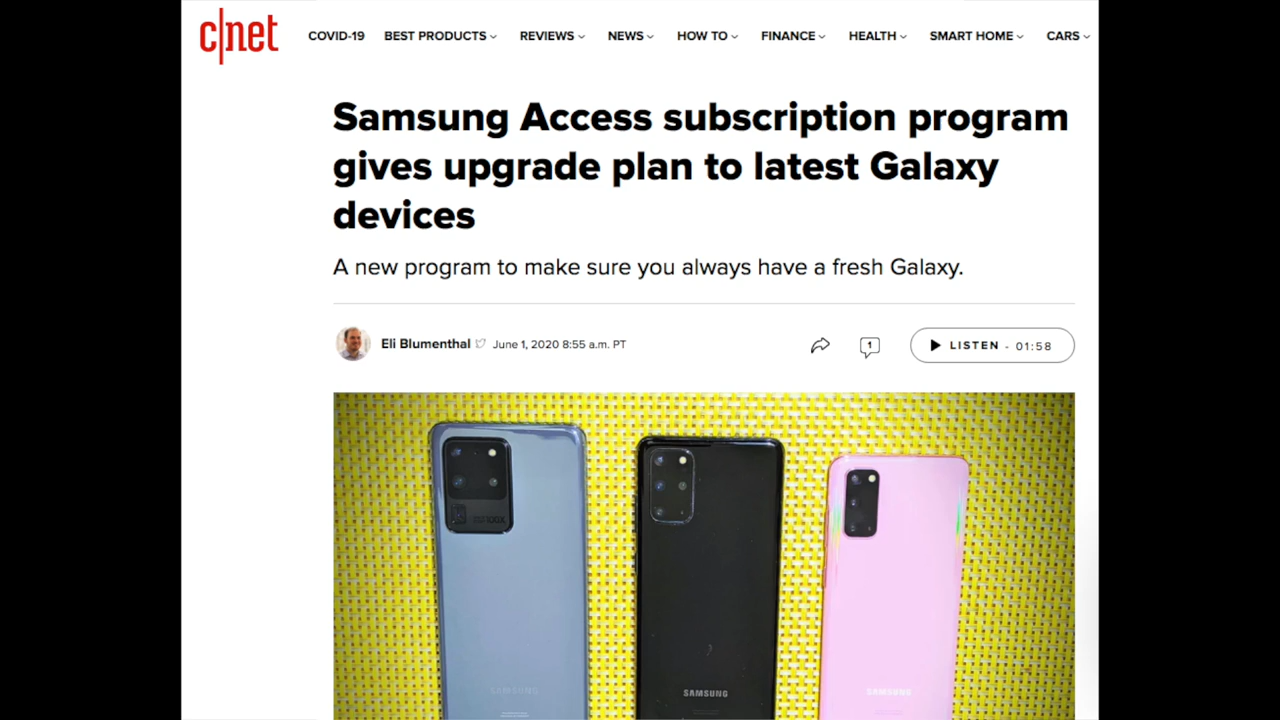 c|net
COVID-19 BEST PRODUCTS REVIEWS NEWS HOW TO FINANCE HEALTH SMART HOME CARS
Samsung Access subscription program
gives upgrade plan to latest Galaxy
devices
A new program to make sure you always have a fresh Galaxy.
Eli Blumenthal June 1, 2020 8:55 a.m. PT
1
LISTEN - 01:58
100X
SAMSUNG SAMSUNG SAMSUNG